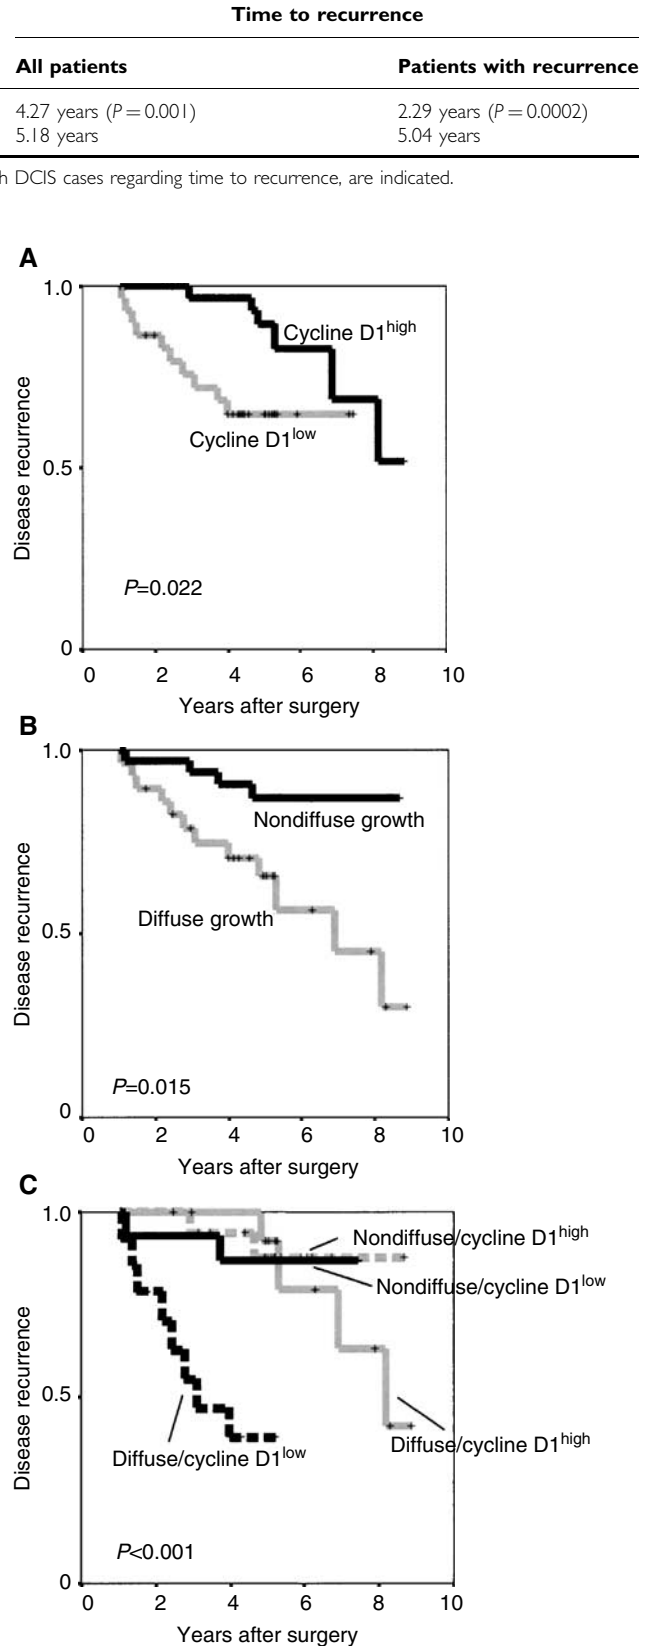 Time to recurrence
All patients Patients with recurrence
4.27 years (P = 0.001) 2.29 years (P = 0.0002)
5.18 years 5.04 years
h DCIS cases regarding time to recurrence, are indicated.
A
1.0
Cycline D1high
Cycline D1low
0.5
Disease recurrence
P=0.022
0
0 2 4 6 8 10
Years after surgery
B
1.0
Nondiffuse growth
Diffuse growth
0.5
Disease recurrence
P=0.015
0
0 2 4 6 8 10
Years after surgery
C
1.0
Nondiffuse/cycline D1high
Nondiffuse/cycline D1low
0.5
Disease recurrence
Diffuse/cycline D1high
Diffuse/cycline D1low
P<0.001
0
0 2 4 6 8 10
Years after surgery